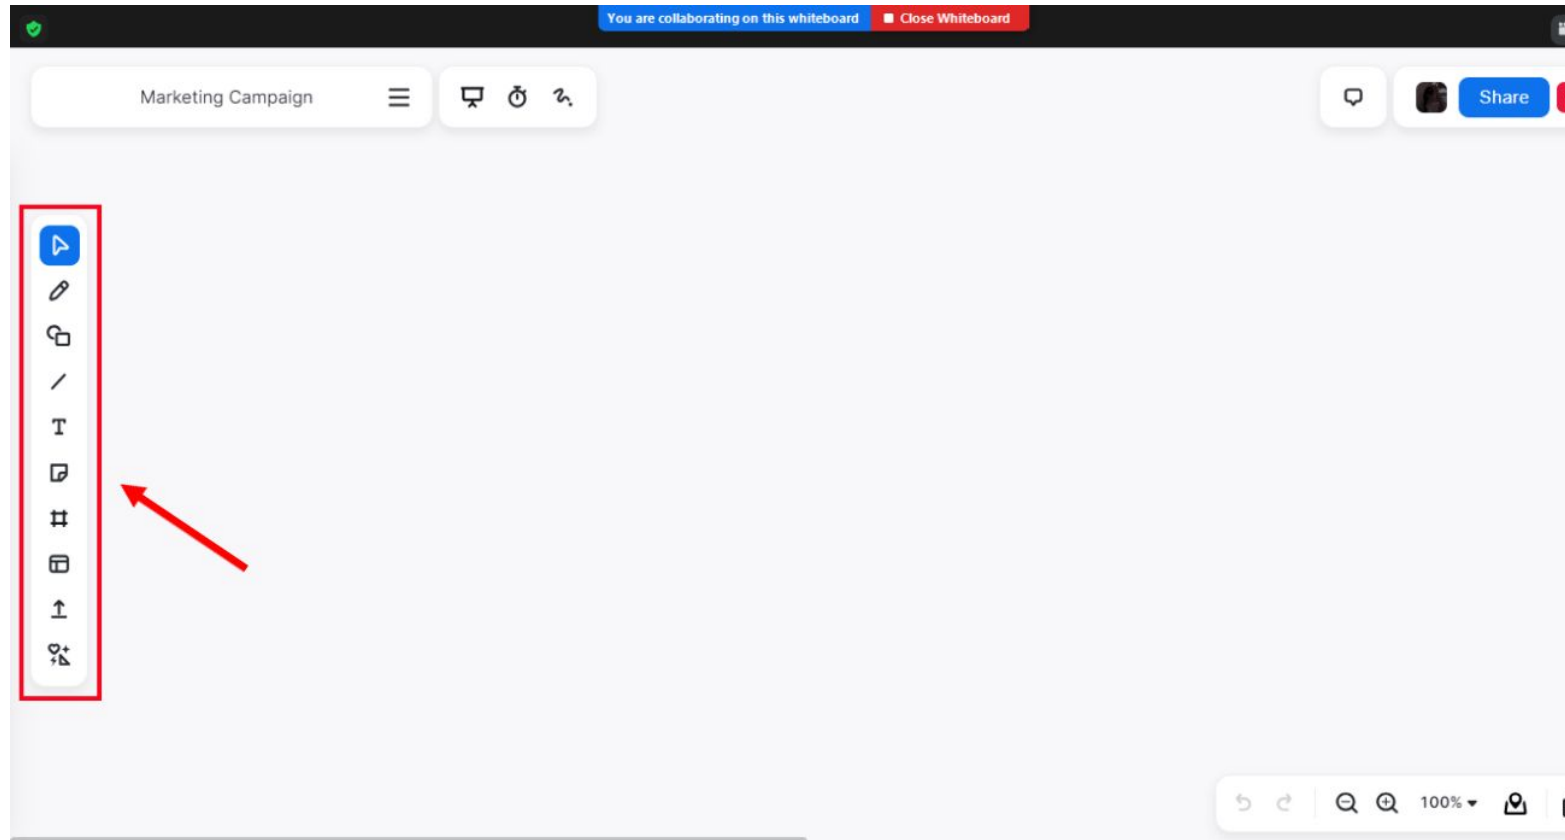 You are collaborating on this whiteboard Close Whiteboard
Marketing Campaign
Share
T
100%